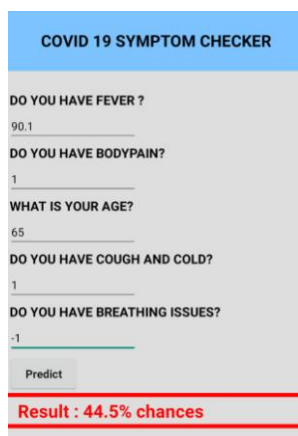 COVID 19 SYMPTOM CHECKER
DO YOU HAVE FEVER ?
90.1
DO YOU HAVE BODYPAIN?
1
WHAT IS YOUR AGE?
65
DO YOU HAVE COUGH AND COLD?
1
DO YOU HAVE BREATHING ISSUES?
-1
Predict
Result : 44.5% chances